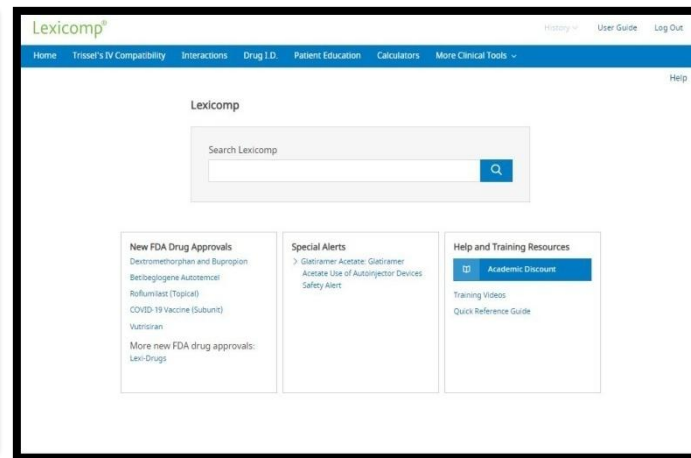 Lexicomp®
History User Guide Log Out
Home Trissel's IV Compatibility Interactions Drug I.D. Patient Education Calculators More Clinical Tools
Help
Lexicomp
Search Lexicomp
New FDA Drug Approvals
Dextromethorphan and Bupropion
Betibeglogene Autotemcel
Roflumilast (Topical)
COVID-19 Vaccine (Subunit)
Vutrisiran
More new FDA drug approvals:
Lexi-Drugs
Special Alerts
> Glatiramer Acetate: Glatiramer
Acetate Use of Autoinjector Devices
Safety Alert
Help and Training Resources
Academic Discount
Training Videos
Quick Reference Guide